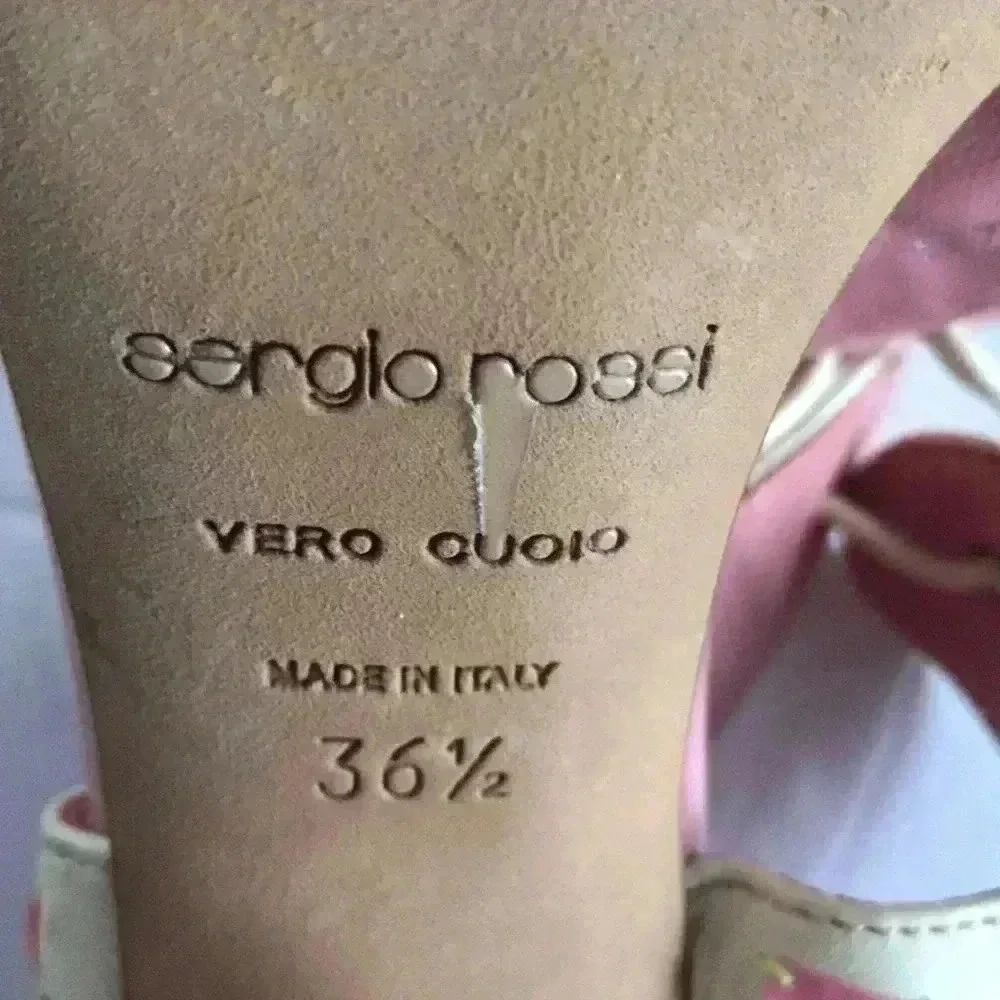 sergio rossi
VERO CUOIO
MADE IN ITALY
36½